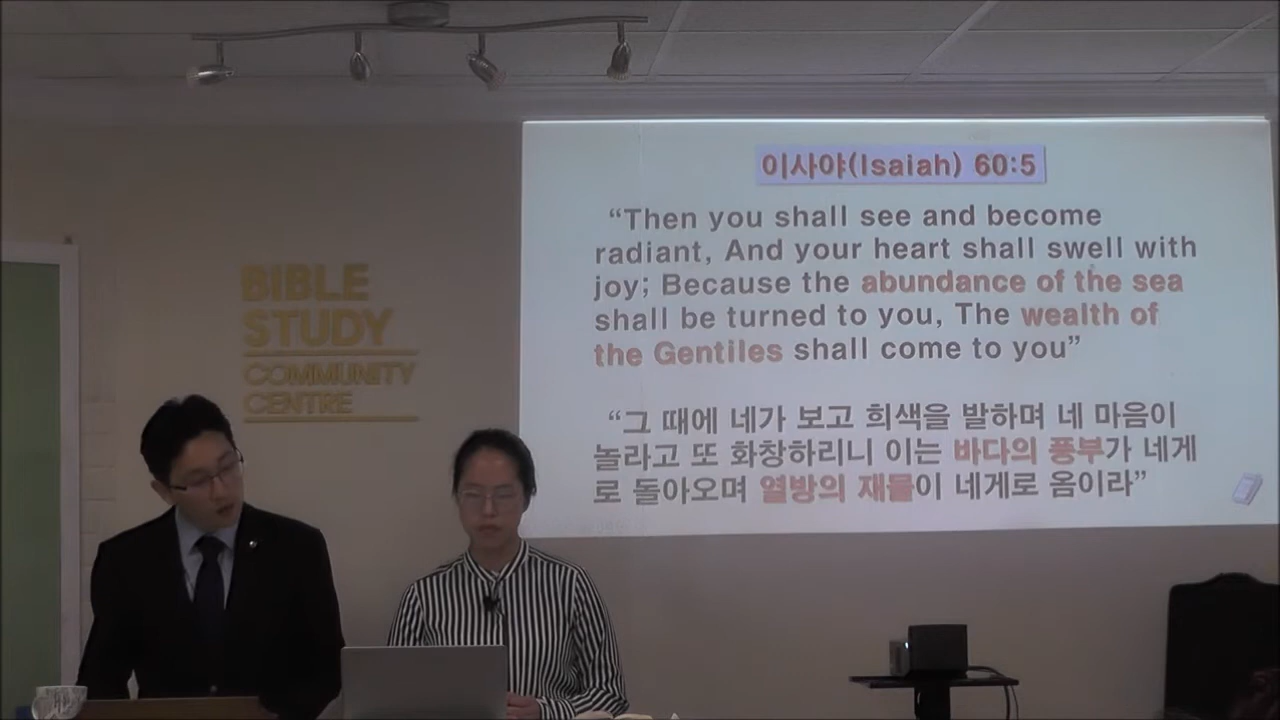 BIBLE
STUDY
COMMUNITY
CENTRE
이사야(Isaiah) 60:5
“Then you shall see and become
radiant, And your heart shall swell with
joy; Because the abundance of the sea
shall be turned to you, The wealth of
the Gentiles shall come to you”
“그 때에 네가 보고 희색을 발하며 네 마음이
놀라고 또 화창하리니 이는 바다의 풍부가 네게
로 돌아오며 열방의 재물이 네게로 옴이라”